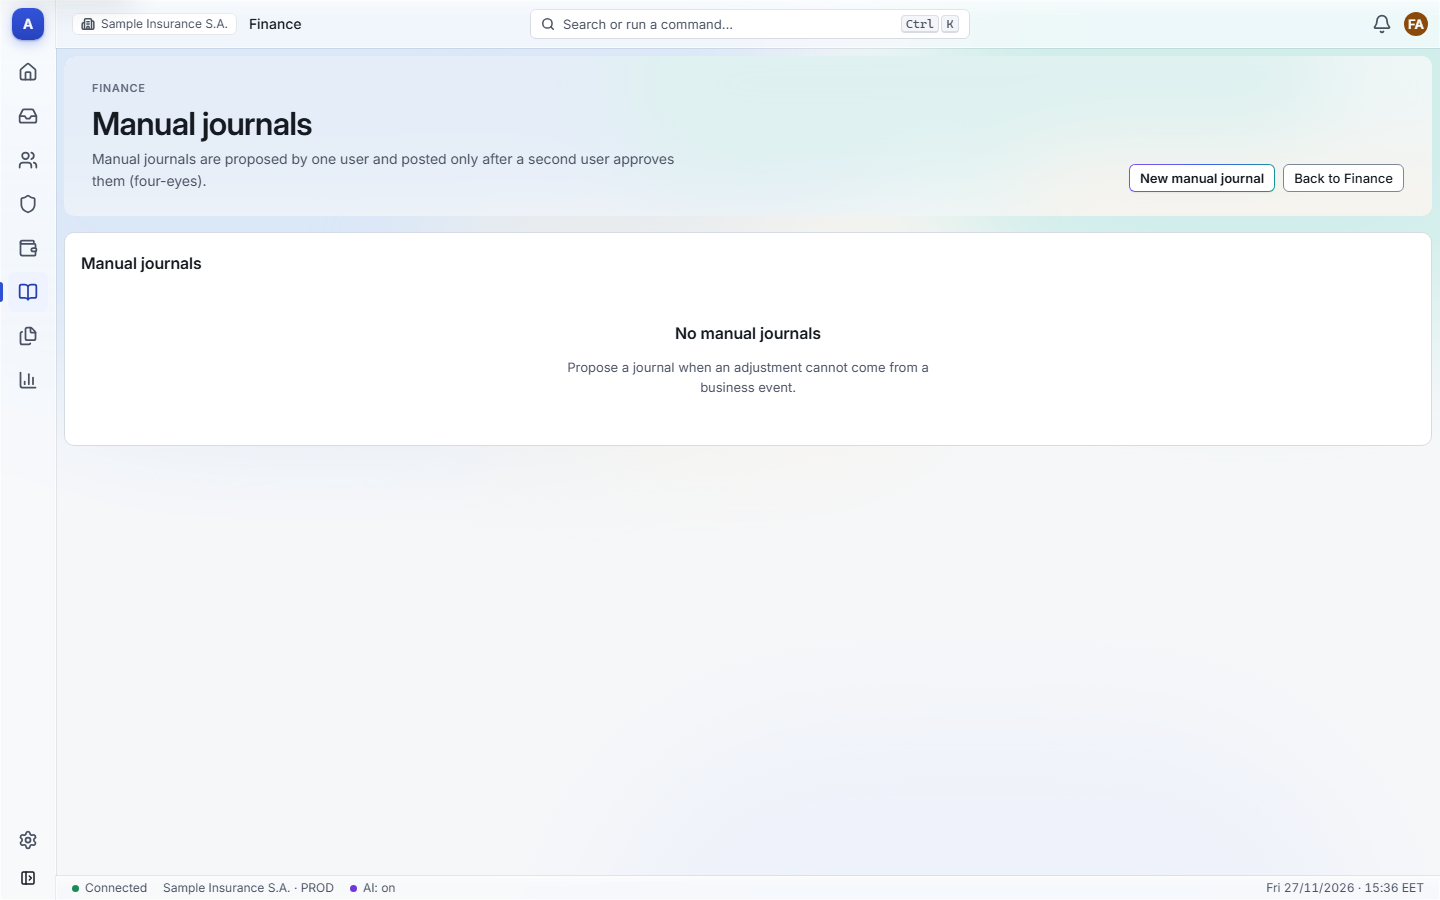 A
Sample Insurance S.A.
Finance
Search or run a command...
Ctrl K
FA
FINANCE
Manual journals
Manual journals are proposed by one user and posted only after a second user approves
them (four-eyes).
New manual journal
Back to Finance
Manual journals
No manual journals
Propose a journal when an adjustment cannot come from a
business event.
Connected
Sample Insurance S.A. · PROD
AI: on
Fri 27/11/2026 · 15:36 EET